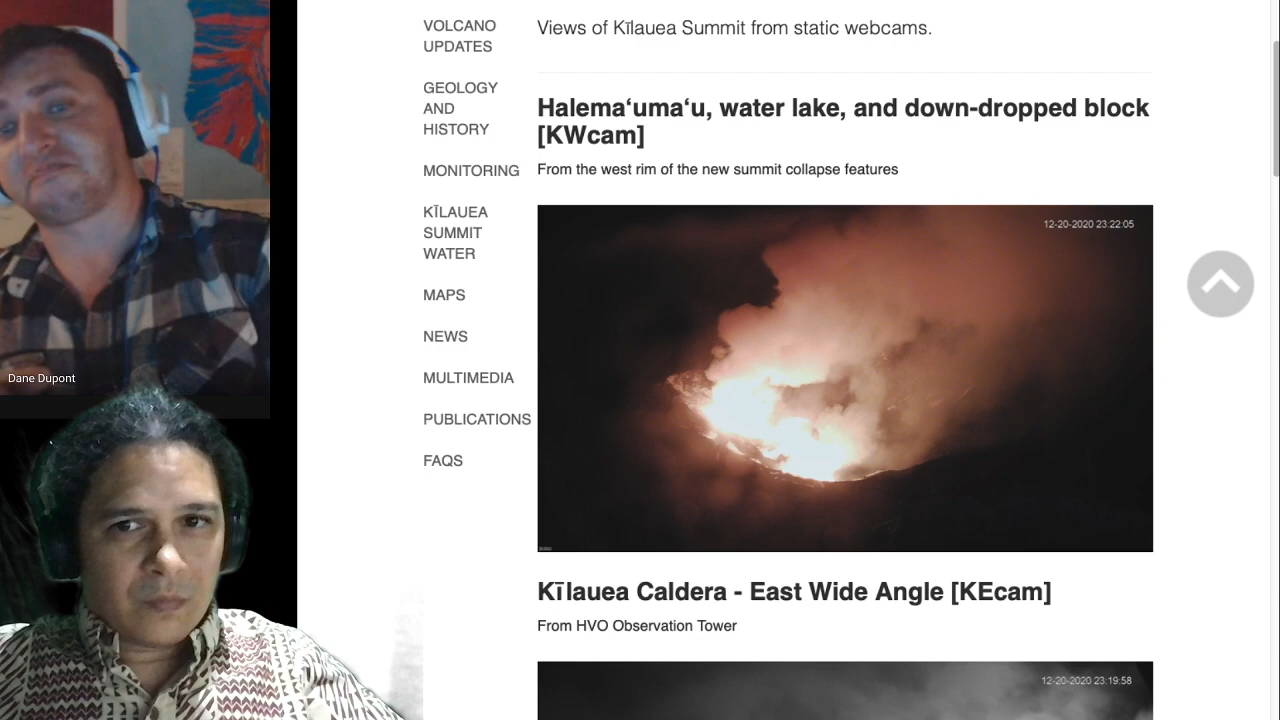 Dane Dupont
VOLCANO
UPDATES
GEOLOGY
AND
HISTORY
MONITORING
KĪLAUEA
SUMMIT
WATER
MAPS
NEWS
MULTIMEDIA
PUBLICATIONS
FAQS
Views of Kīlauea Summit from static webcams.
Halemaʻumaʻu, water lake, and down-dropped block
[KWcam]
From the west rim of the new summit collapse features
12-20-2020 23:22:05
Kīlauea Caldera - East Wide Angle [KEcam]
From HVO Observation Tower
12-20-2020 23:19:58